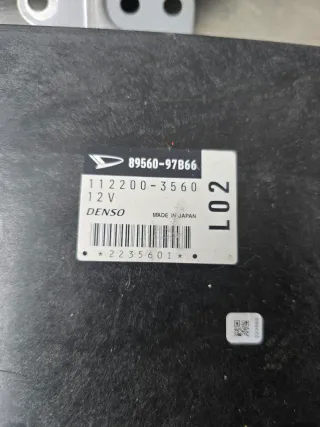 89560-97B66
112200-3560
12V
DENSO MADE IN JAPAN
*2235601*
L02